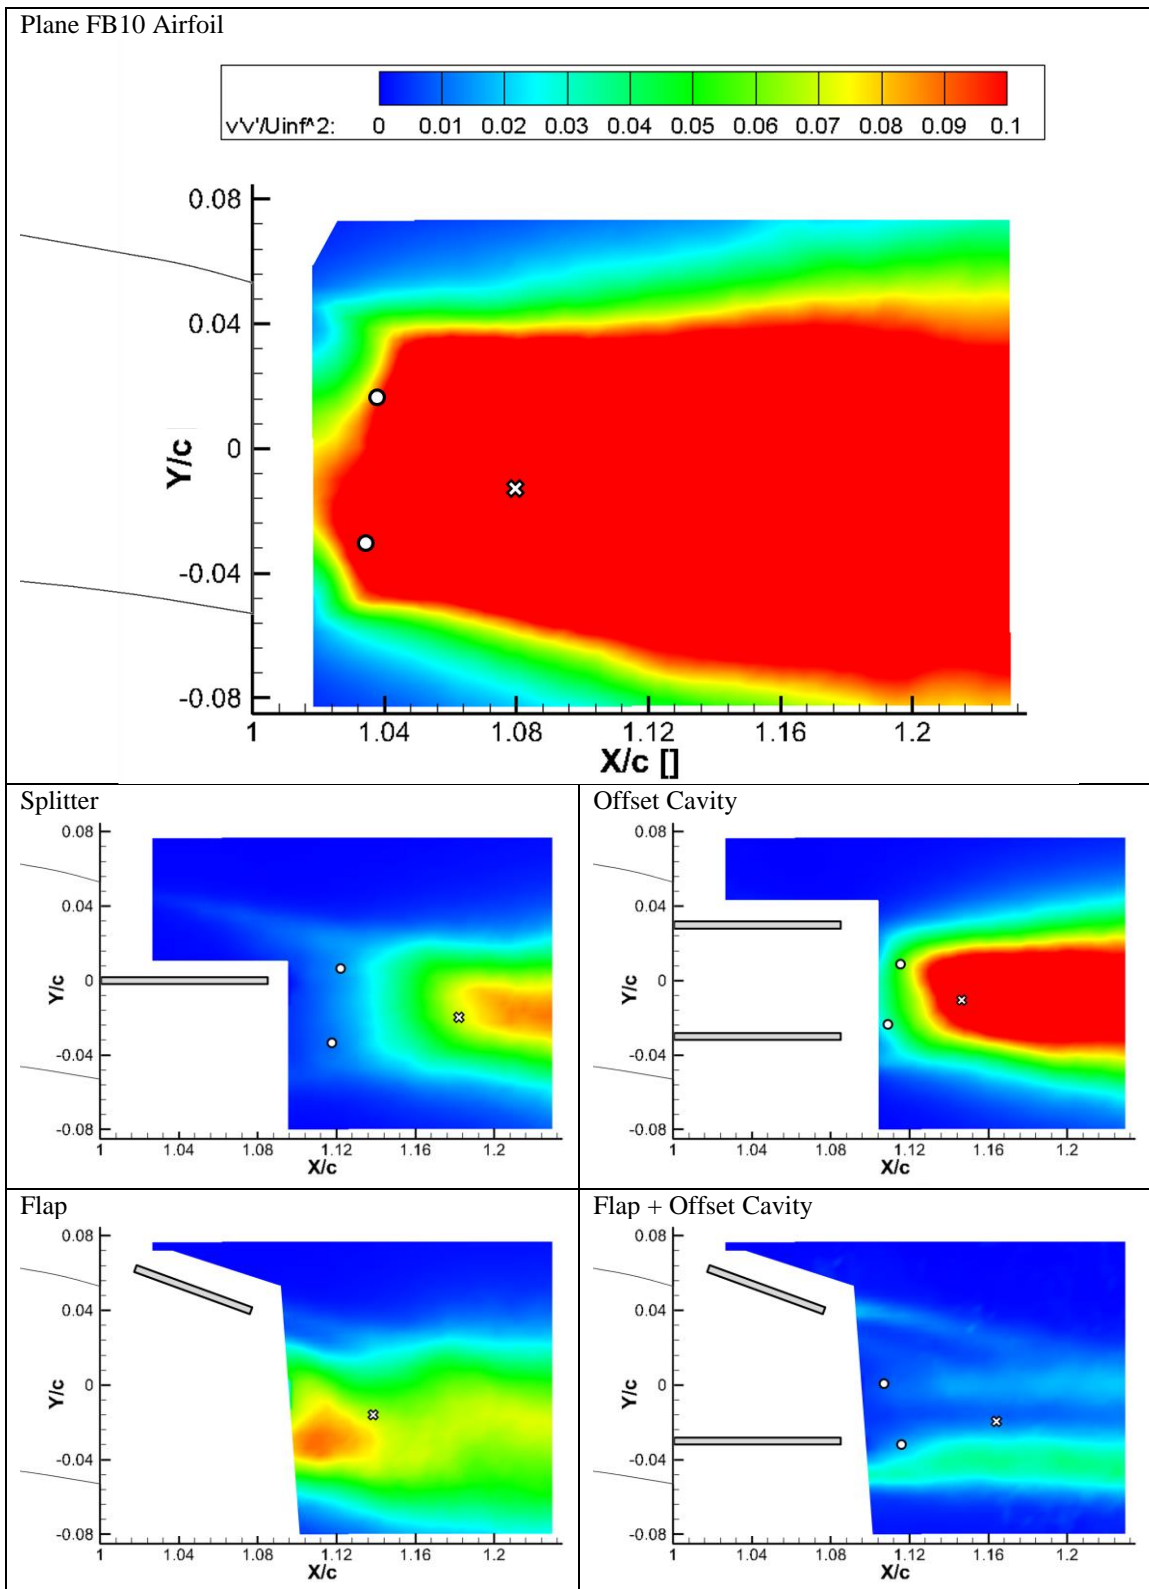 Plane FB10 Airfoil
v'v'/Uinf^2: 0 0.01 0.02 0.03 0.04 0.05 0.06 0.07 0.08 0.09 0.1
0.08
0.04
0
-0.04
-0.08
Y/c
1 1.04 1.08 1.12 1.16 1.2
X/c []
Splitter
0.08
0.04
0
-0.04
-0.08
Y/c
1 1.04 1.08 1.12 1.16 1.2
X/c
Offset Cavity
0.08
0.04
0
-0.04
-0.08
Y/c
1 1.04 1.08 1.12 1.16 1.2
X/c
Flap
0.08
0.04
0
-0.04
-0.08
Y/c
1 1.04 1.08 1.12 1.16 1.2
X/c
Flap + Offset Cavity
0.08
0.04
0
-0.04
-0.08
Y/c
1 1.04 1.08 1.12 1.16 1.2
X/c